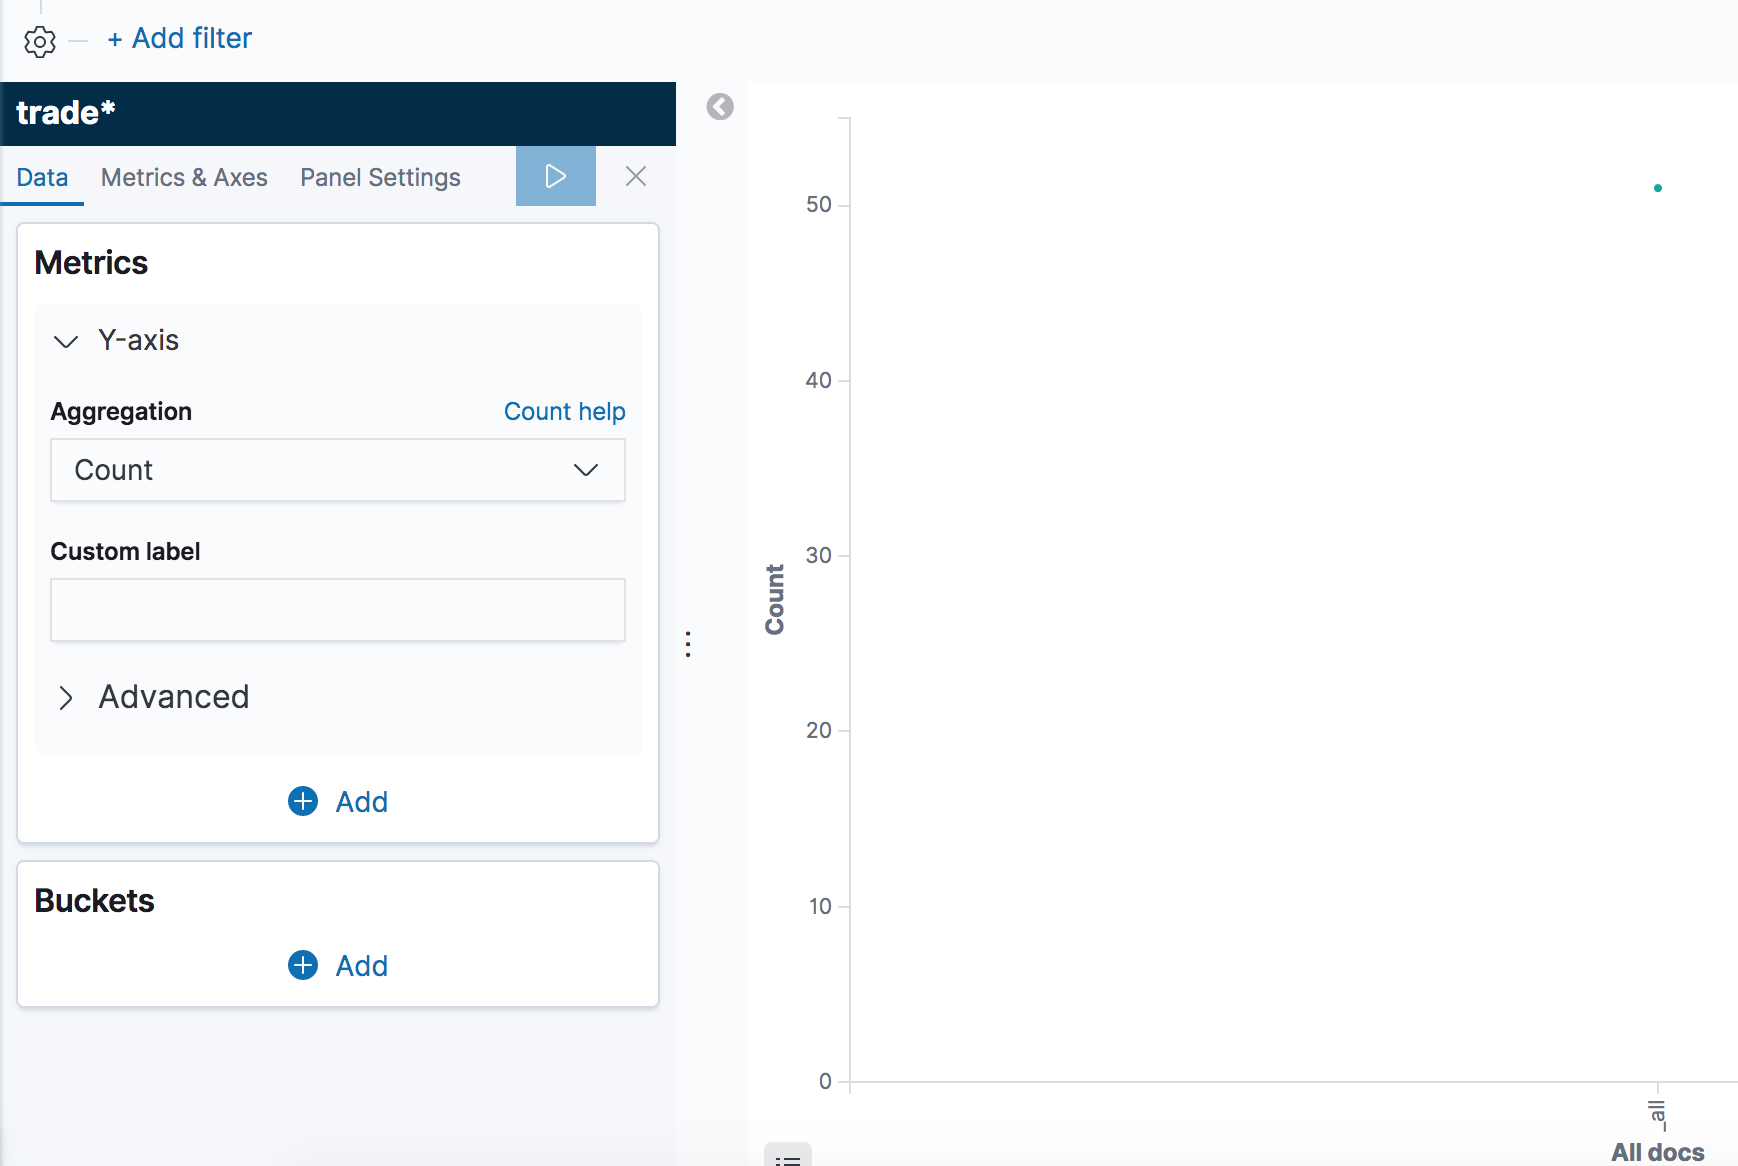 + Add filter
trade*
Data
Metrics & Axes
Panel Settings
Metrics
Y-axis
Aggregation
Count help
Count
Custom label
Advanced
Add
Buckets
Add
50
40
30
20
10
0
Count
_all
All docs